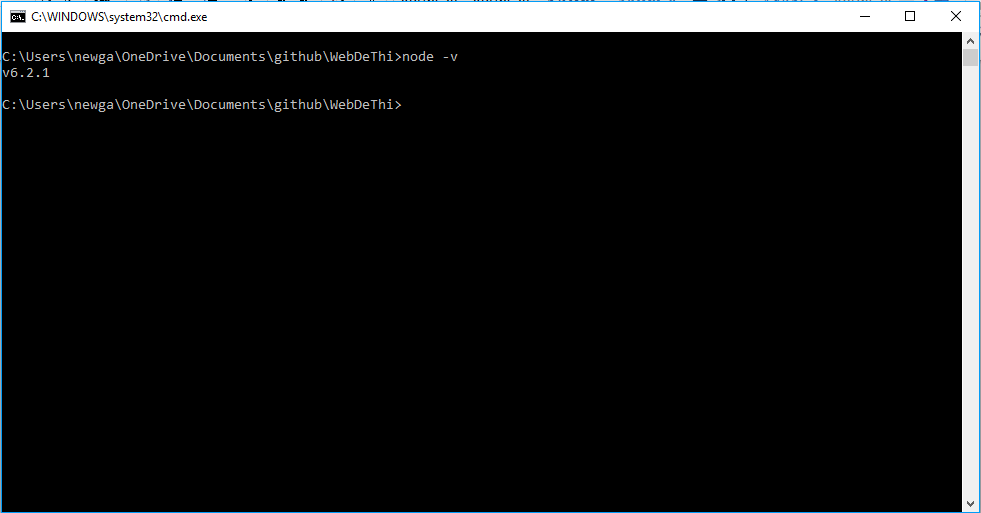 C:\WINDOWS\system32\cmd.exe
C:\Users\newga\OneDrive\Documents\github\WebDeThi>node -v
v6.2.1
C:\Users\newga\OneDrive\Documents\github\WebDeThi>